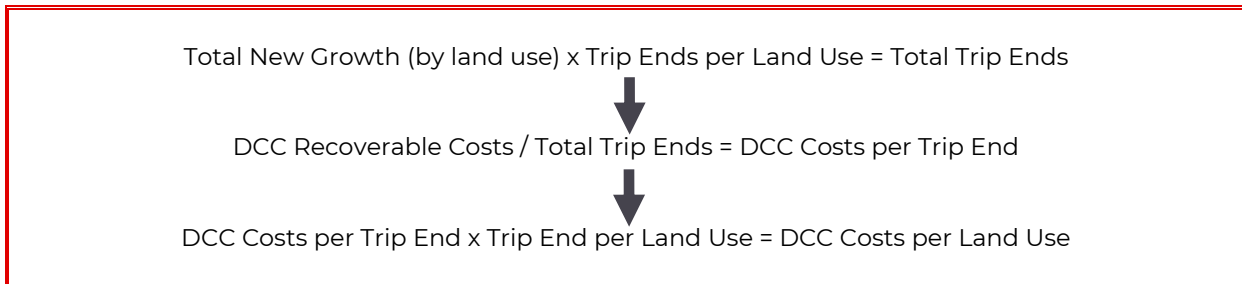 Total New Growth (by land use) x Trip Ends per Land Use = Total Trip Ends
DCC Recoverable Costs / Total Trip Ends = DCC Costs per Trip End
DCC Costs per Trip End x Trip End per Land Use = DCC Costs per Land Use